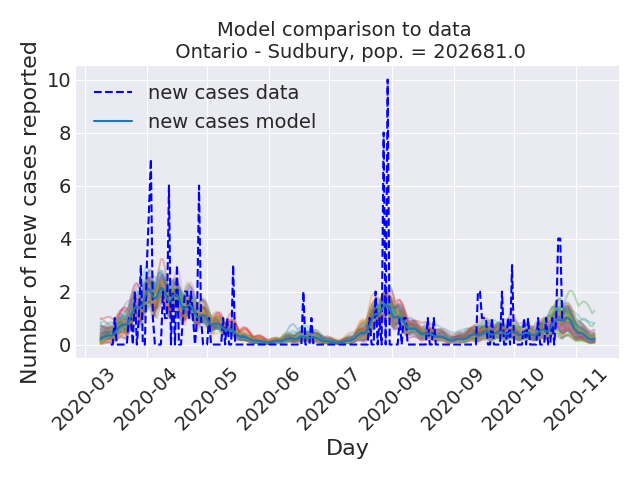 Model comparison to data
Ontario - Sudbury, pop. = 202681.0
Number of new cases reported
10
8
6
4
2
0
new cases data
new cases model
2020-03
2020-04
2020-05
2020-06
2020-07
2020-08
2020-09
2020-10
2020-11
Day